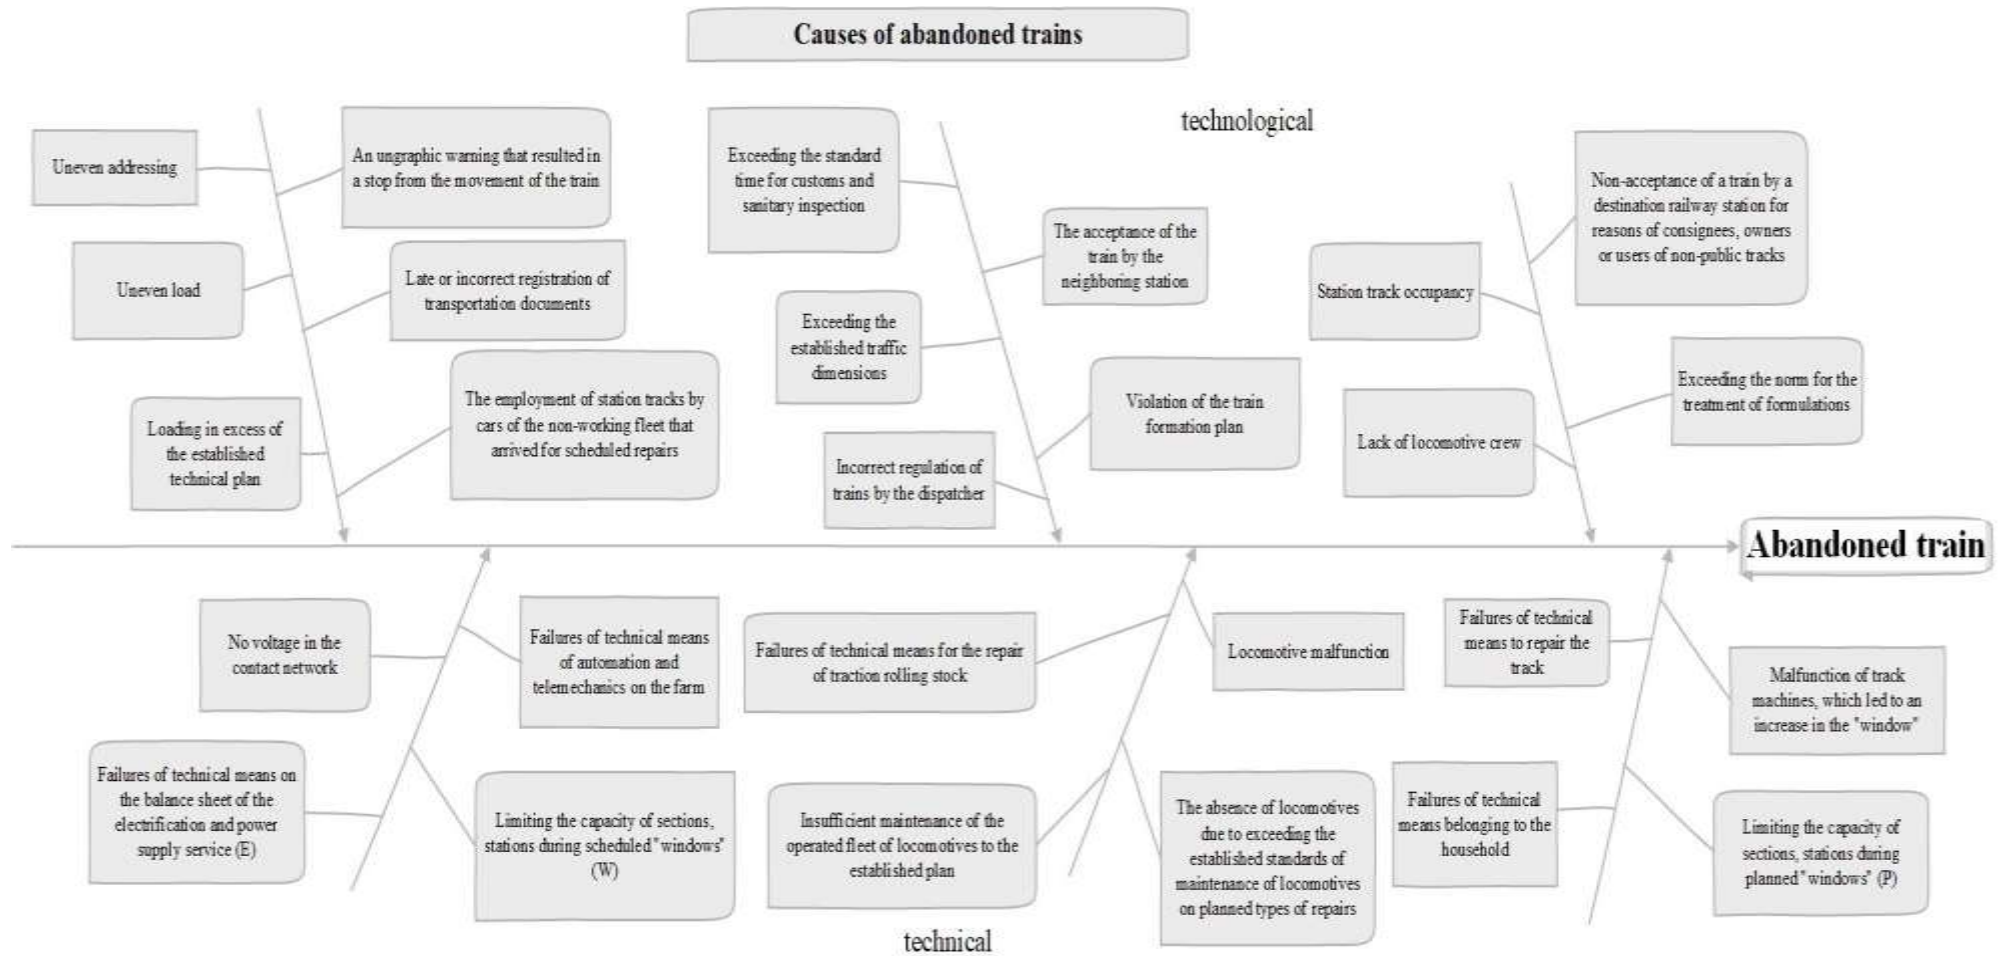 Causes of abandoned trains
technological
Uneven addressing
An ungraphic warning that resulted in
a stop from the movement of the train
Uneven load
Late or incorrect registration of
transportation documents
Loading in excess of
the established
technical plan
The employment of station tracks by
cars of the non-working fleet that
arrived for scheduled repairs
Exceeding the standard
time for customs and
sanitary inspection
The acceptance of the
train by the
neighboring station
Exceeding the
established traffic
dimensions
Violation of the train
formation plan
Incorrect regulation of
trains by the dispatcher
Non-acceptance of a train by a
destination railway station for
reasons of consignees, owners
or users of non-public tracks
Station track occupancy
Exceeding the norm for the
treatment of formulations
Lack of locomotive crew
Abandoned train
No voltage in the
contact network
Failures of technical means
of automation and
telemechanics on the farm
Failures of technical means on
the balance sheet of the
electrification and power
supply service (E)
Limiting the capacity of sections,
stations during scheduled "windows"
(W)
Failures of technical means for the repair
of traction rolling stock
Locomotive malfunction
Insufficient maintenance of the
operated fleet of locomotives to the
established plan
The absence of locomotives
due to exceeding the
established standards of
maintenance of locomotives
on planned types of repairs
Failures of technical
means to repair the
track
Malfunction of track
machines, which led to an
increase in the "window"
Failures of technical
means belonging to the
household
Limiting the capacity of
sections, stations during
planned "windows" (P)
technical